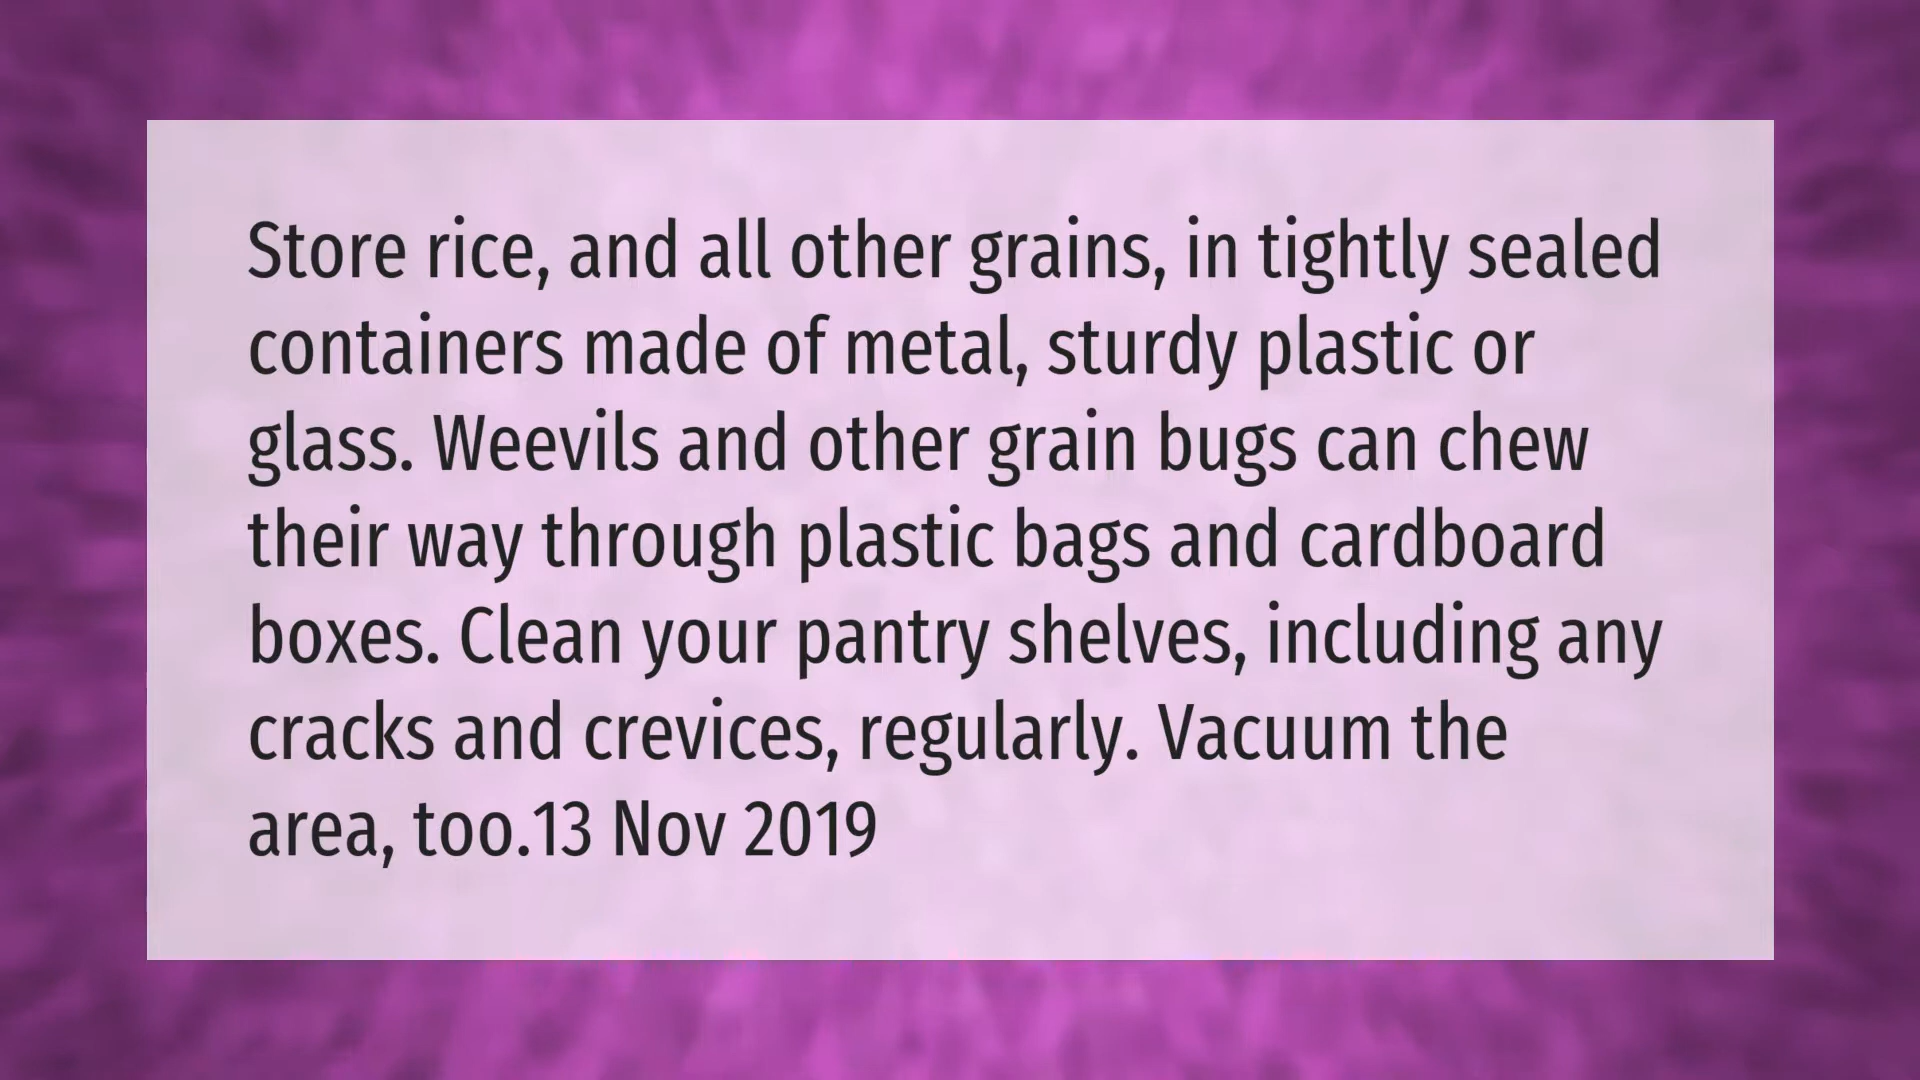 Store rice, and all other grains, in tightly sealed
containers made of metal, sturdy plastic or
glass. Weevils and other grain bugs can chew
their way through plastic bags and cardboard
boxes. Clean your pantry shelves, including any
cracks and crevices, regularly. Vacuum the
area, too.13 Nov 2019